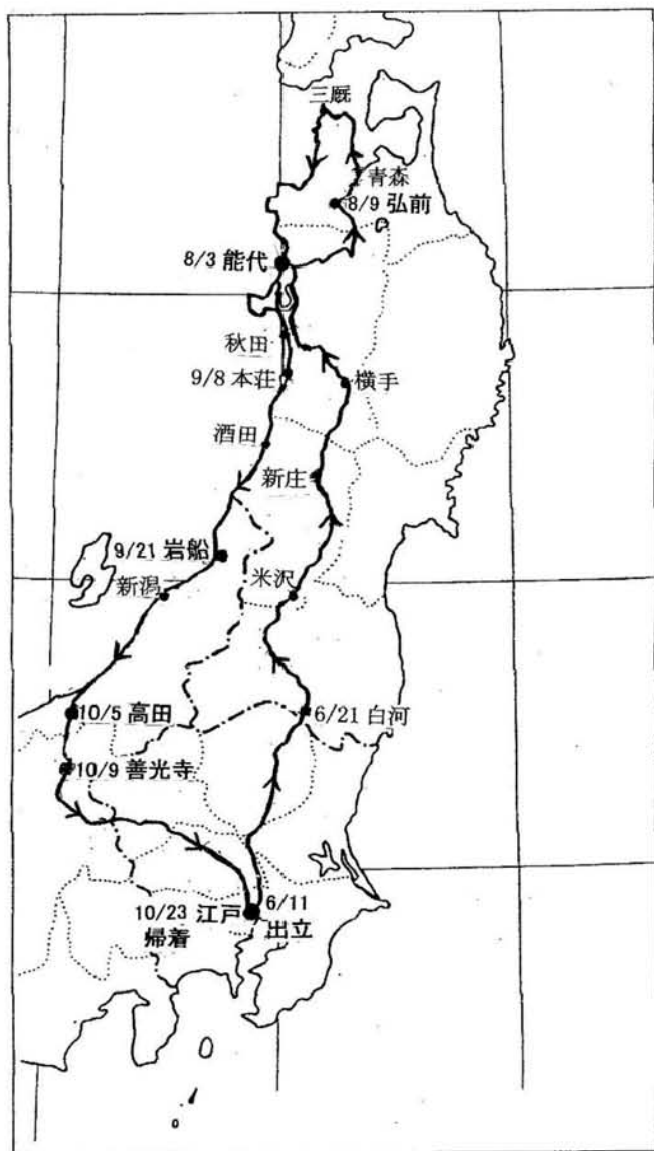 三厩
青森
8/9 弘前
8/3 能代
秋田
9/8 本荘
横手
酒田
新庄
9/21 岩船
米沢
新潟
10/5 高田
6/21 白河
10/9 善光寺
10/23 江戸 6/11
帰着 出立